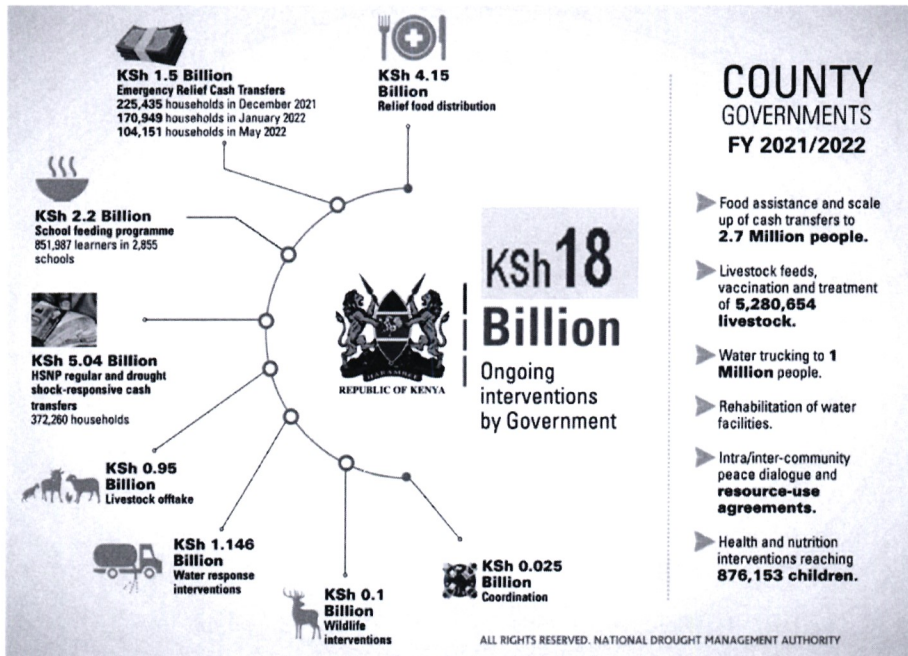 KSh 1.5 Billion
Emergency Relief Cash Transfers
225,435 households in December 2021
170,949 households in January 2022
104,151 households in May 2022
KSh 4.15
Billion
Relief food distribution
KSh 2.2 Billion
School feeding programme
851,987 learners in 2,855
schools
KSh 5.04 Billion
HSNP regular and drought
shock-responsive cash
transfers
372,260 households
KSh 0.95
Billion
Livestock offtake
KSh 1.146
Billion
Water response
interventions
KSh 0.1
Billion
Wildlife
interventions
KSh 0.025
Billion
Coordination
HARAMBEE
REPUBLIC OF KENYA
KSh 18
Billion
Ongoing
interventions
by Government
COUNTY
GOVERNMENTS
FY 2021/2022
Food assistance and scale
up of cash transfers to
2.7 Million people.
Livestock feeds,
vaccination and treatment
of 5,280,654
livestock.
Water trucking to 1
Million people.
Rehabilitation of water
facilities.
Intra/inter-community
peace dialogue and
resource-use
agreements.
Health and nutrition
interventions reaching
876,153 children.
ALL RIGHTS RESERVED. NATIONAL DROUGHT MANAGEMENT AUTHORITY